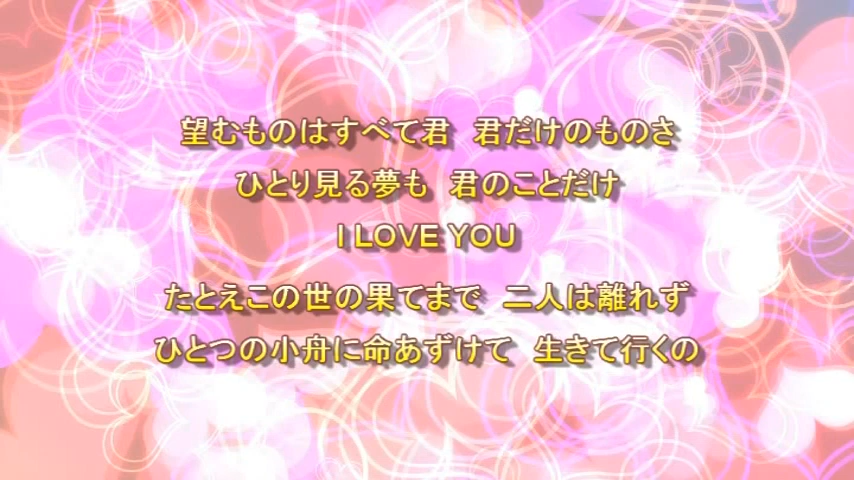 望むものはすべて君　君だけのものさ
ひとり見る夢も　君のことだけ
I LOVE YOU
たとえこの世の果てまで　二人は離れず
ひとつの小舟に命あずけて　生きて行くの